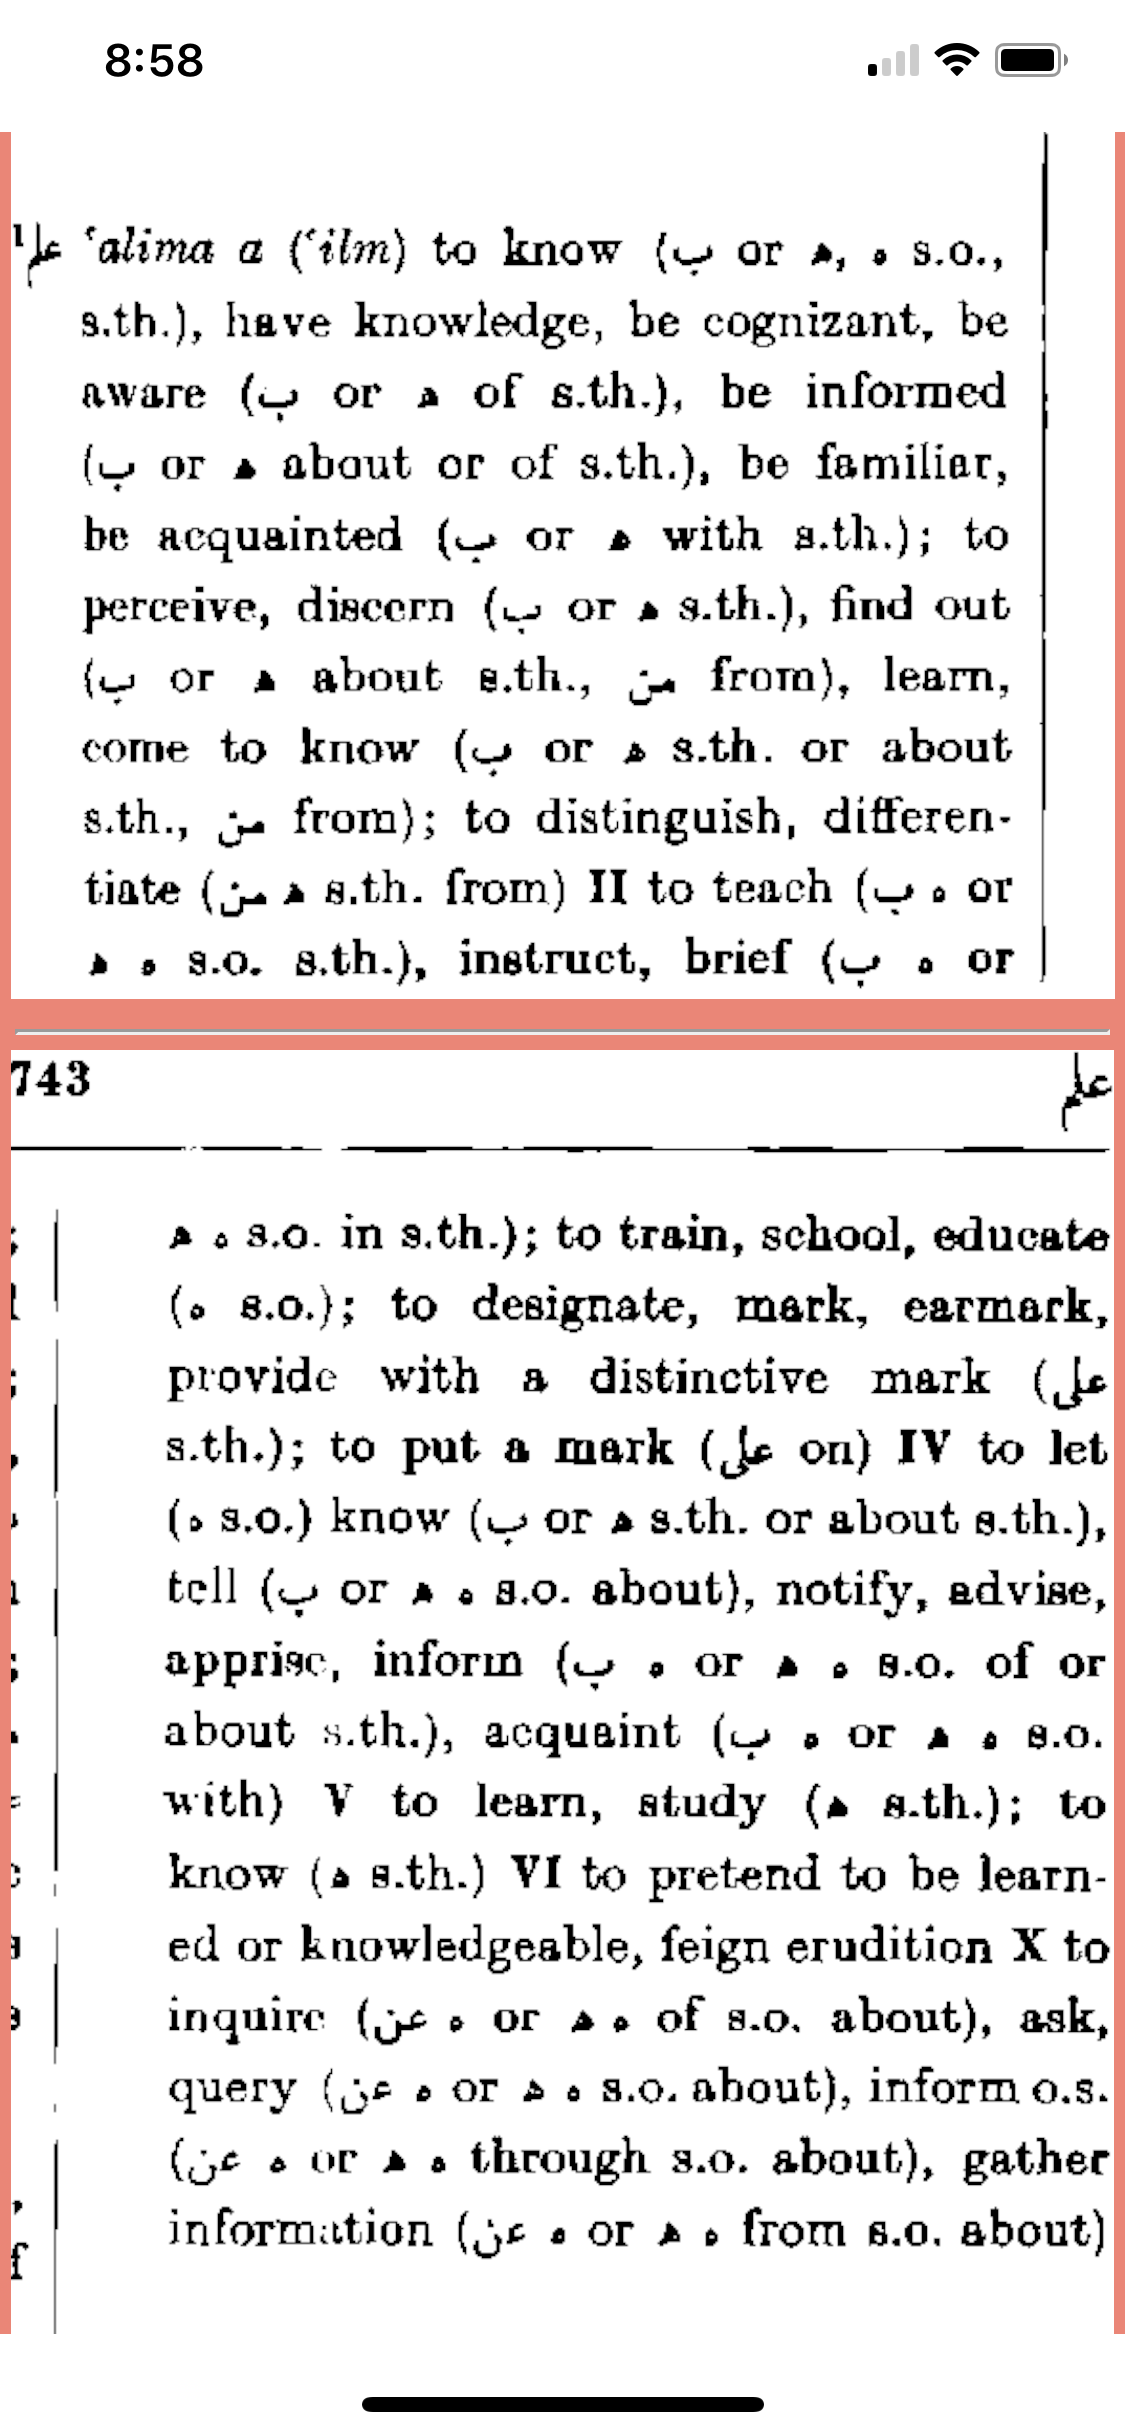 8:58
علم¹ ‘alima a (‘ilm) to know (ب or ه, ه s.o.,
s.th.), have knowledge, be cognizant, be
aware (ب or ه of s.th.), be informed
(ب or ه about or of s.th.), be familiar,
be acquainted (ب or ه with s.th.); to
perceive, discern (ب or ه s.th.), find out
(ب or ه about s.th., من from), learn,
come to know (ب or ه s.th. or about
s.th., من from); to distinguish, differen-
tiate (ه من s.th. from) II to teach (ه ب or
ه ه s.o. s.th.), instruct, brief (ه ب or
743 علم
ه ه s.o. in s.th.); to train, school, educate
(ه s.o.); to designate, mark, earmark,
provide with a distinctive mark (على
s.th.); to put a mark (على on) IV to let
(ه s.o.) know (ب or ه s.th. or about s.th.),
tell (ب or ه ه s.o. about), notify, advise,
apprise, inform (ه ب or ه ه s.o. of or
about s.th.), acquaint (ه ب or ه ه s.o.
with) V to learn, study (ه s.th.); to
know (ه s.th.) VI to pretend to be learn-
ed or knowledgeable, feign erudition X to
inquire (ه عن or ه ه of s.o. about), ask,
query (ه عن or ه ه s.o. about), inform o.s.
(ه عن or ه ه through s.o. about), gather
information (ه عن or ه ه from s.o. about)